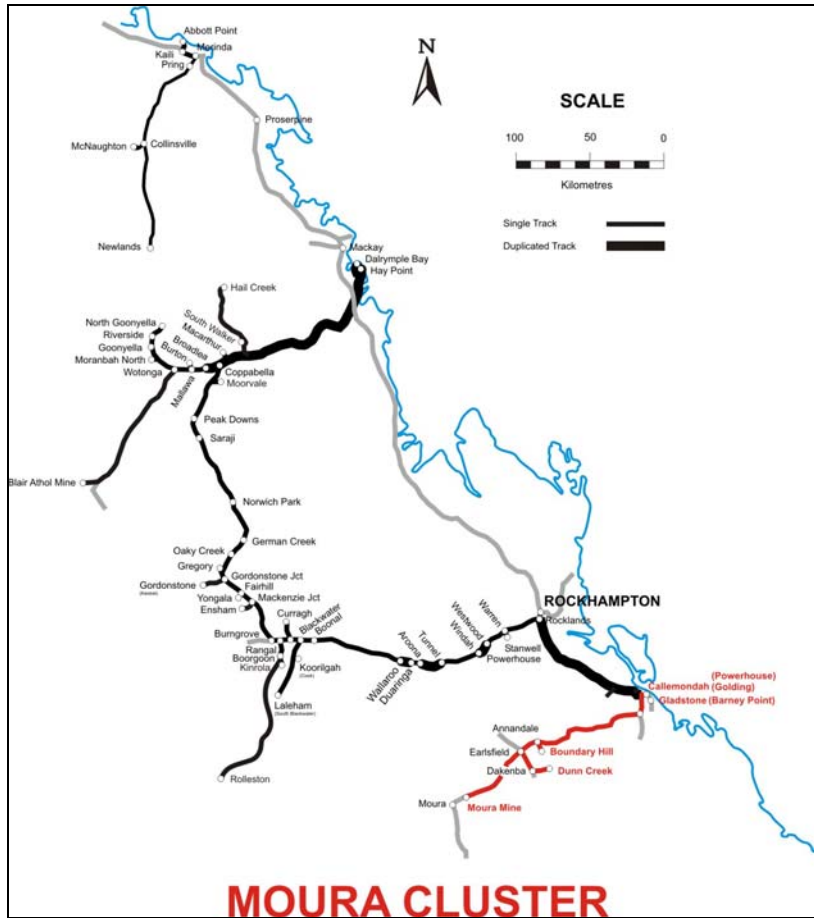 Abbott Point
Kaili
Merinda
Pring
N
SCALE
100 50 0
Kilometres
Single Track
Duplicated Track
Proserpine
McNaughton
Collinsville
Newlands
Mackay
Dalrymple Bay
Hay Point
Hail Creek
North Goonyella
Riverside
Goonyella
Moranbah North
Wotonga
South Walker
Macarthur
Broadlea
Burton
Mallawa
Coppabella
Moorvale
Peak Downs
Saraji
Blair Athol Mine
Norwich Park
German Creek
Oaky Creek
Gregory
Gordonstone
Gordonstone Jct
Fairhill
Yongala
Mackenzie Jct
Ensham
Curragh
Burngrove
Blackwater
Boonal
Rangal
Boorgoon
Kinrola
Koorilgah
Laleham
(South Blackwater)
Rolleston
Wallaroo
Duaringa
Aroona
Tunnel
Windah
Westwood
Warren
Stanwell
Powerhouse
ROCKHAMPTON
Rocklands
(Powerhouse)
Callemondah (Golding)
Gladstone (Barney Point)
Annandale
Earlsfield
Boundary Hill
Dakenba
Dunn Creek
Moura
Moura Mine
MOURA CLUSTER